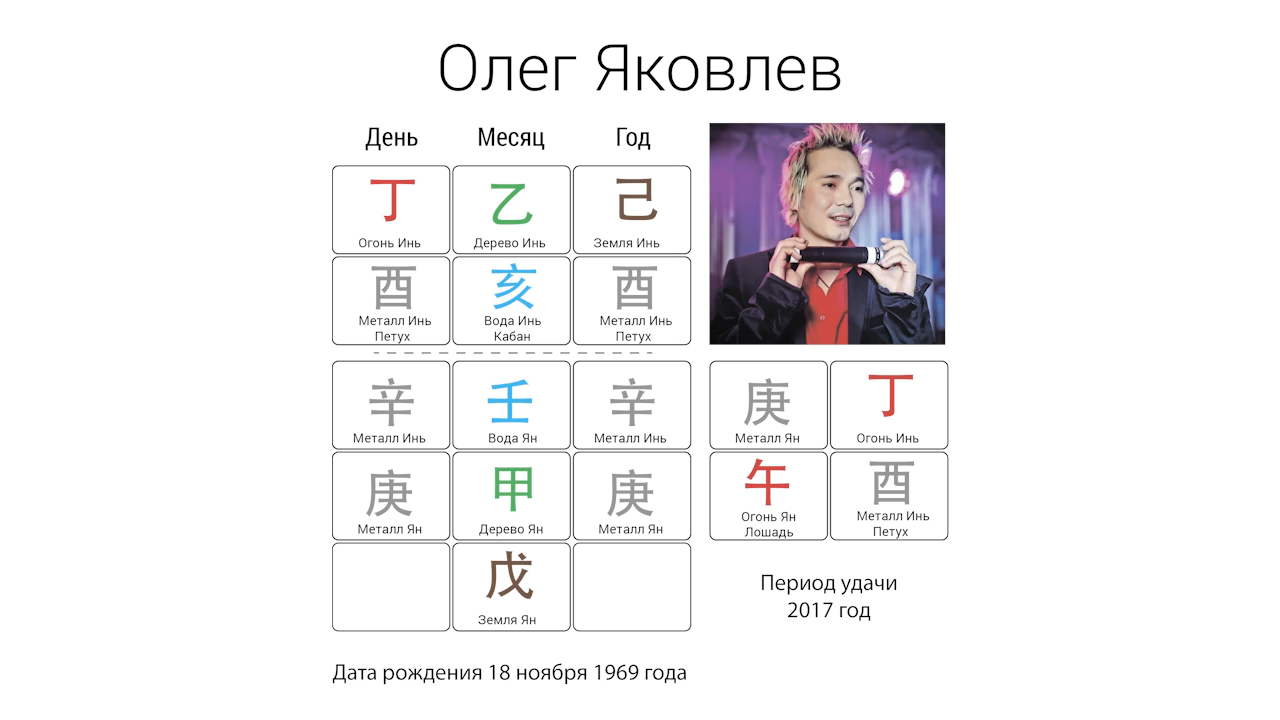 Олег Яковлев
День Месяц Год
丁 乙 己
Огонь Инь Дерево Инь Земля Инь
酉 亥 酉
Металл Инь Вода Инь Металл Инь
Петух Кабан Петух
辛 壬 辛 庚 丁
Металл Инь Вода Ян Металл Инь Металл Ян Огонь Инь
庚 甲 庚 午 酉
Металл Ян Дерево Ян Металл Ян Огонь Ян Металл Инь
Лошадь Петух
戊
Земля Ян
Период удачи
2017 год
Дата рождения 18 ноября 1969 года